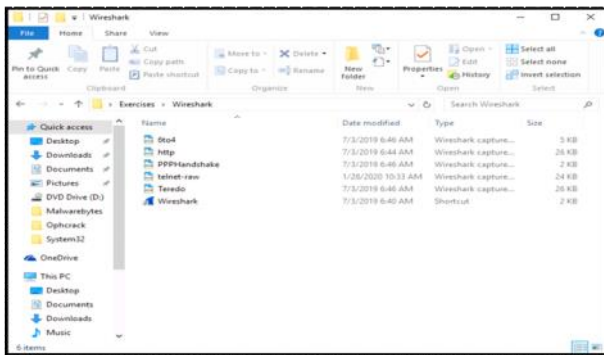 Wireshark
File Home Share View
Pin to Quick access
Copy
Paste
Cut
Copy path
Paste shortcut
Clipboard
Move to
Copy to
Delete
Rename
Organize
New folder
New
Properties
Open
Edit
History
Open
Select all
Select none
Invert selection
Select
Exercises > Wireshark
Search Wireshark
Name Date modified Type Size
6to4 7/3/2019 6:46 AM Wireshark capture... 5 KB
http 7/3/2019 6:44 AM Wireshark capture... 26 KB
PPPHandshake 7/3/2019 6:46 AM Wireshark capture... 2 KB
telnet-raw 1/26/2020 10:33 AM Wireshark capture... 24 KB
Teredo 7/3/2019 6:46 AM Wireshark capture... 26 KB
Wireshark 7/3/2019 6:40 AM Shortcut 2 KB
Quick access
Desktop
Downloads
Documents
Pictures
DVD Drive (D:)
Malwarebytes
Ophcrack
System32
OneDrive
This PC
Desktop
Documents
Downloads
Music
6 items